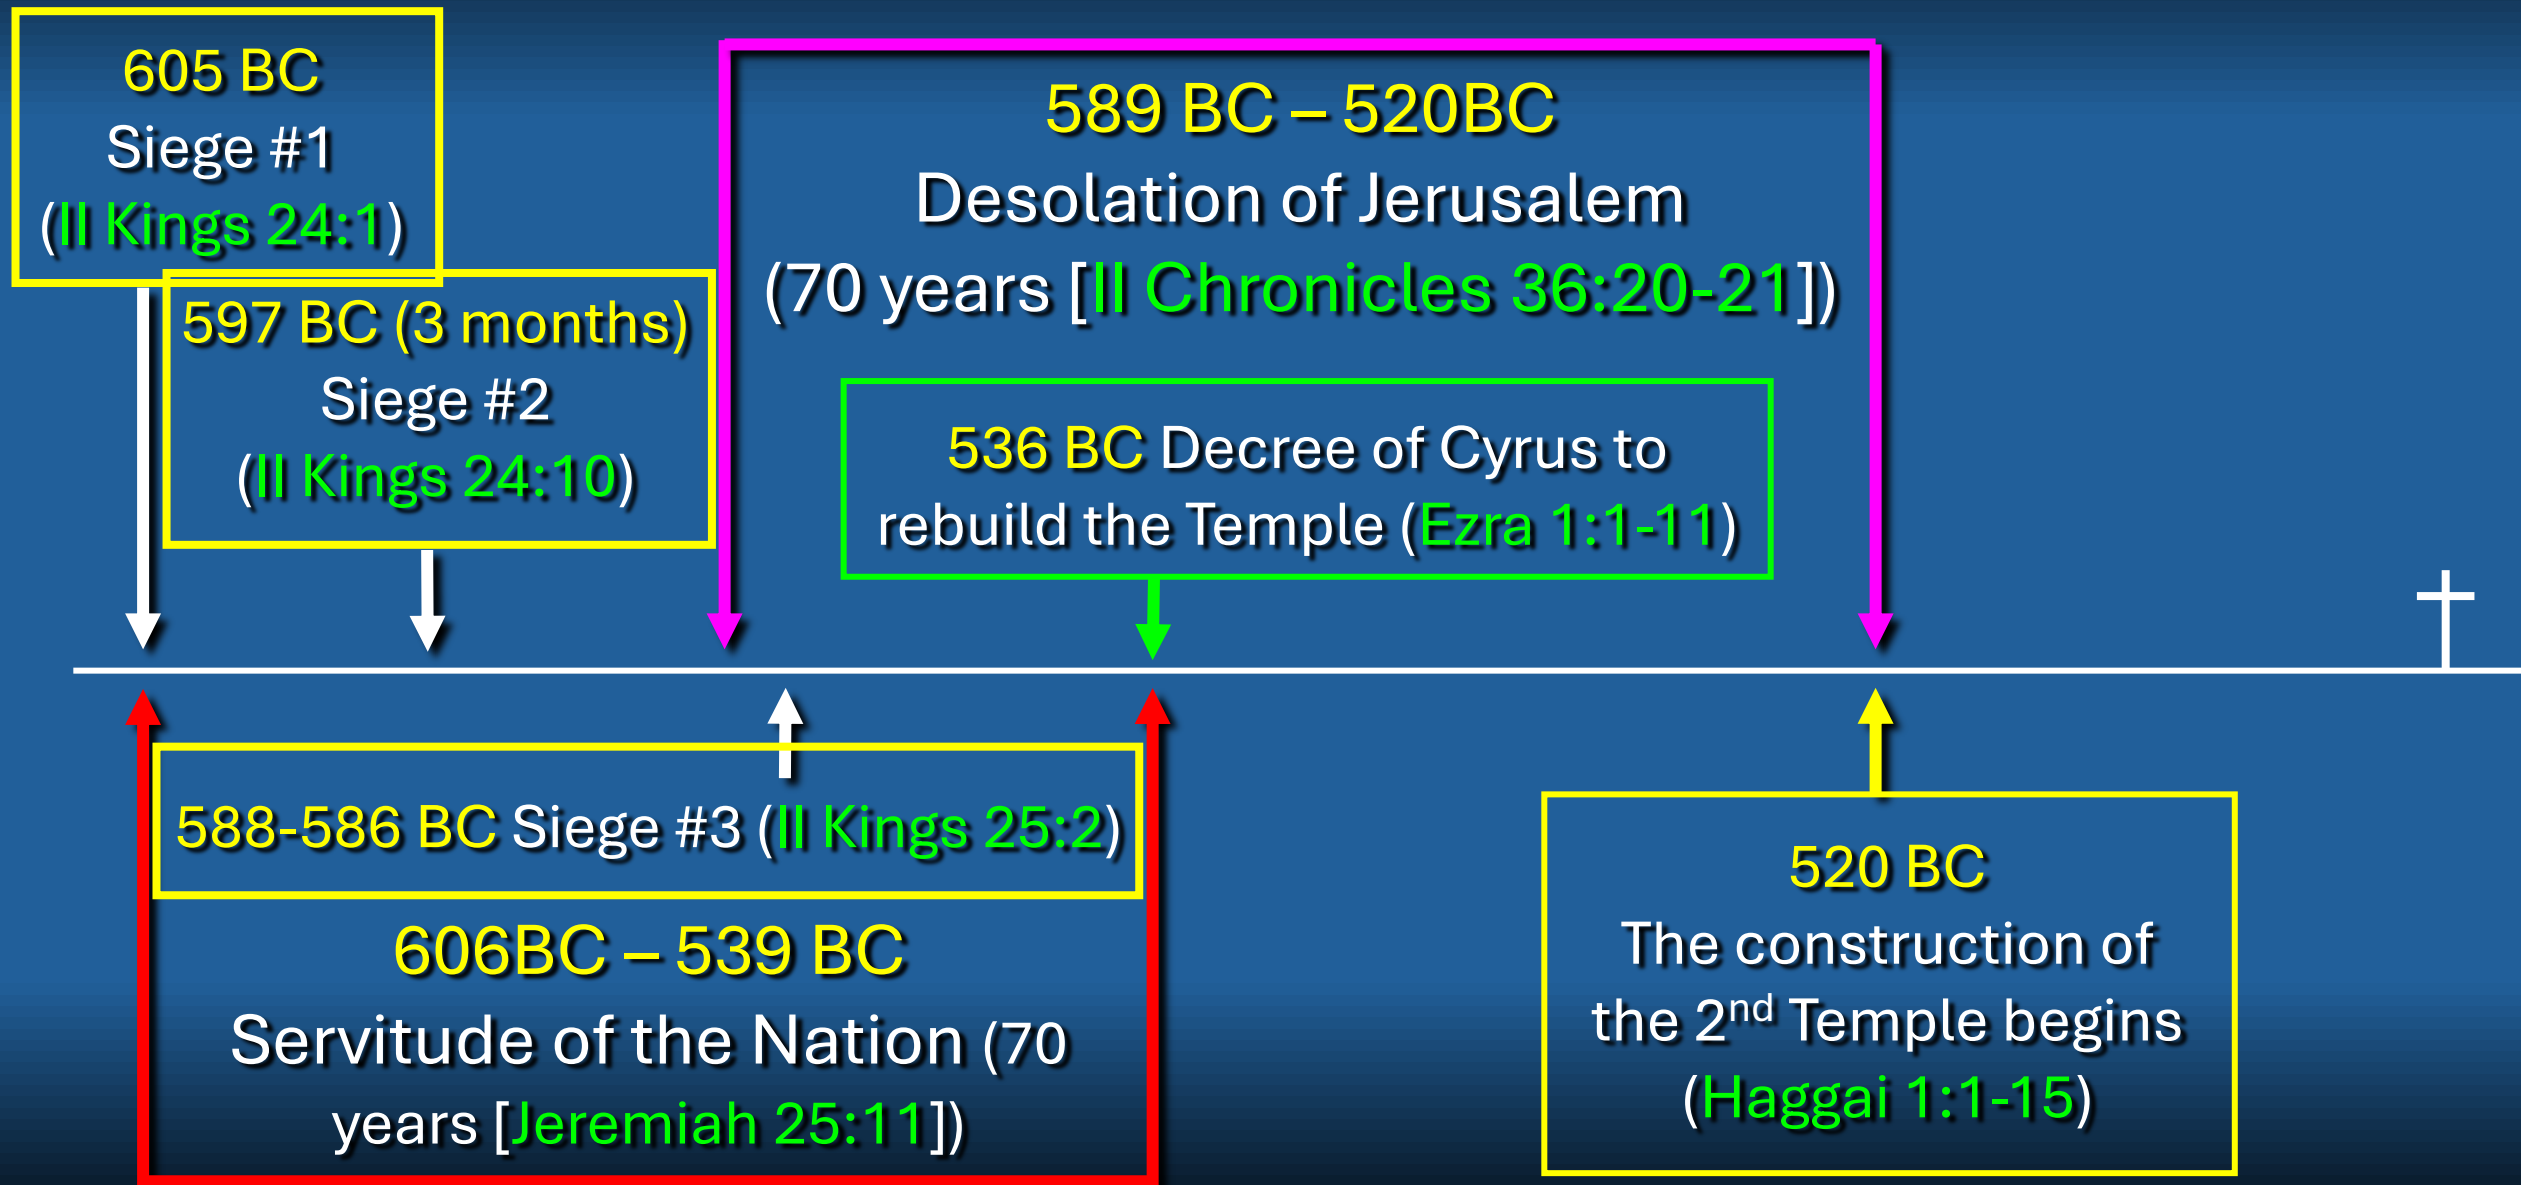 605 BC
Siege #1
(II Kings 24:1)
597 BC (3 months)
Siege #2
(II Kings 24:10)
589 BC – 520BC
Desolation of Jerusalem
(70 years [II Chronicles 36:20-21])
536 BC Decree of Cyrus to
rebuild the Temple (Ezra 1:1-11)
588-586 BC Siege #3 (II Kings 25:2)
606BC – 539 BC
Servitude of the Nation (70
years [Jeremiah 25:11])
520 BC
The construction of
the 2nd Temple begins
(Haggai 1:1-15)